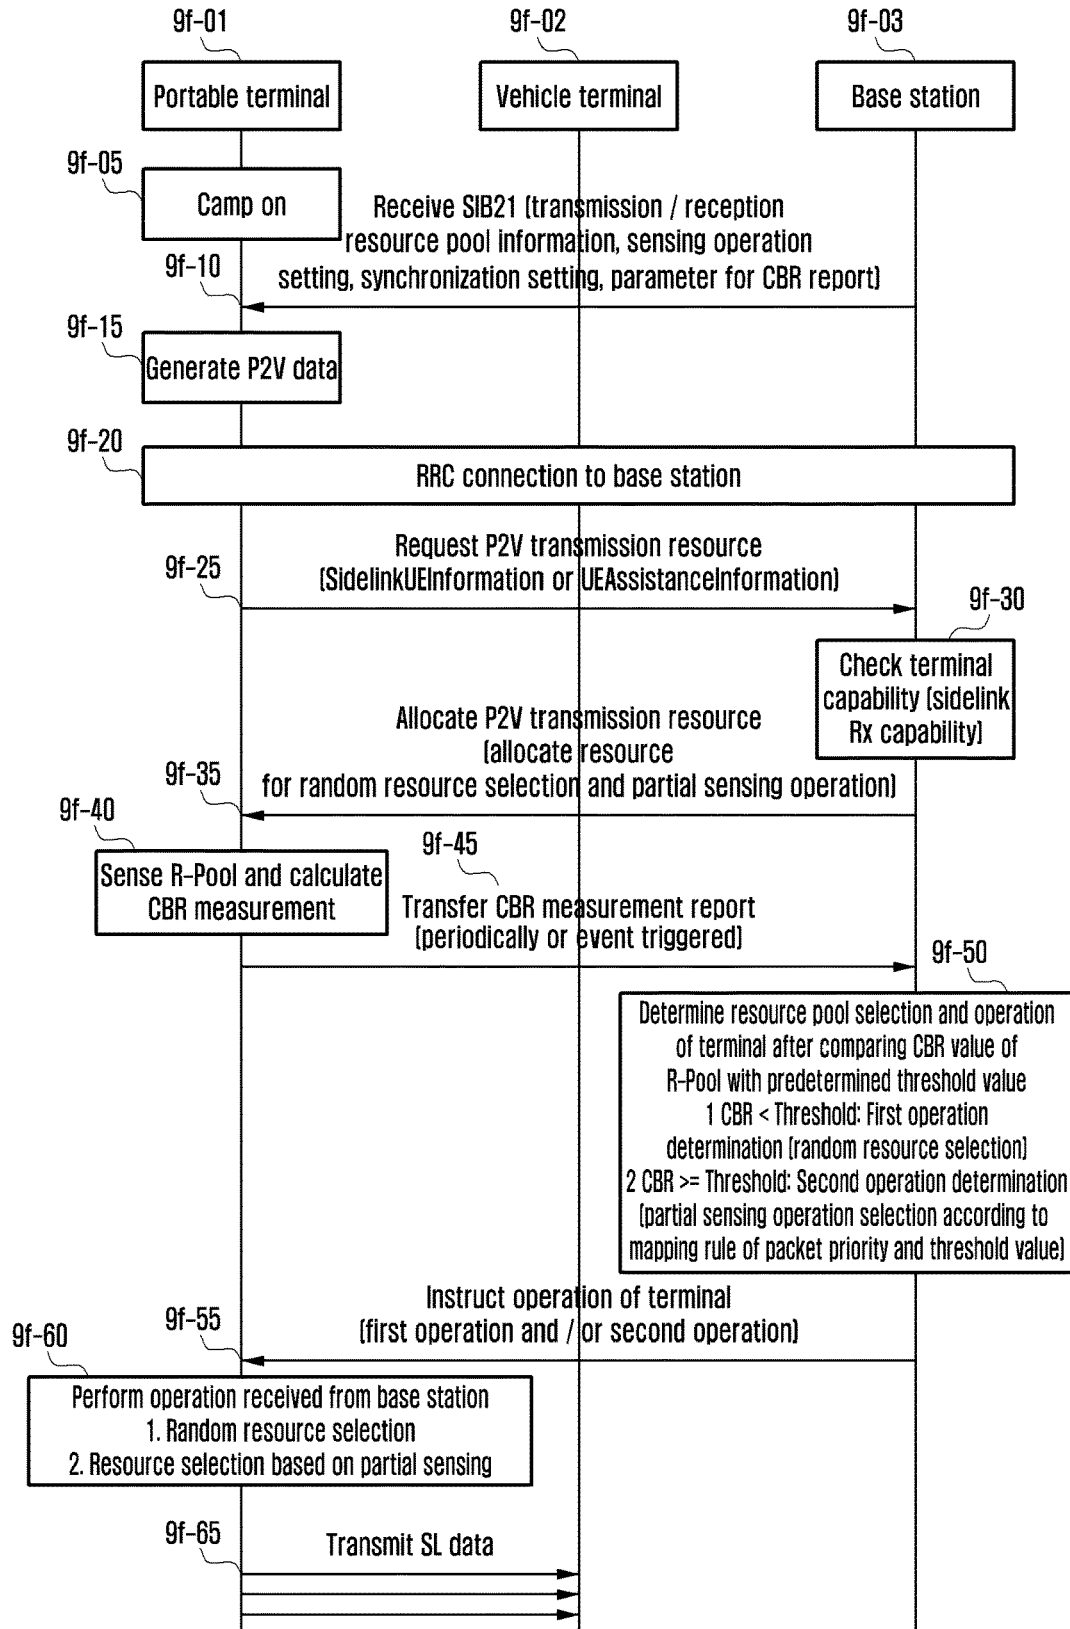 9f-01
9f-02
9f-03
Portable terminal
Vehicle terminal
Base station
9f-05
Camp on
Receive SIB21 (transmission / reception
resource pool information, sensing operation
setting, synchronization setting, parameter for CBR report)
9f-10
9f-15
Generate P2V data
9f-20
RRC connection to base station
Request P2V transmission resource
(SidelinkUEInformation or UEAssistanceInformation)
9f-25
9f-30
Check terminal
capability (sidelink
Rx capability)
Allocate P2V transmission resource
(allocate resource
for random resource selection and partial sensing operation)
9f-35
9f-40
Sense R-Pool and calculate
CBR measurement
9f-45
Transfer CBR measurement report
(periodically or event triggered)
9f-50
Determine resource pool selection and operation
of terminal after comparing CBR value of
R-Pool with predetermined threshold value
1 CBR < Threshold: First operation
determination (random resource selection)
2 CBR >= Threshold: Second operation determination
(partial sensing operation selection according to
mapping rule of packet priority and threshold value)
Instruct operation of terminal
(first operation and / or second operation)
9f-55
9f-60
Perform operation received from base station
1. Random resource selection
2. Resource selection based on partial sensing
9f-65
Transmit SL data